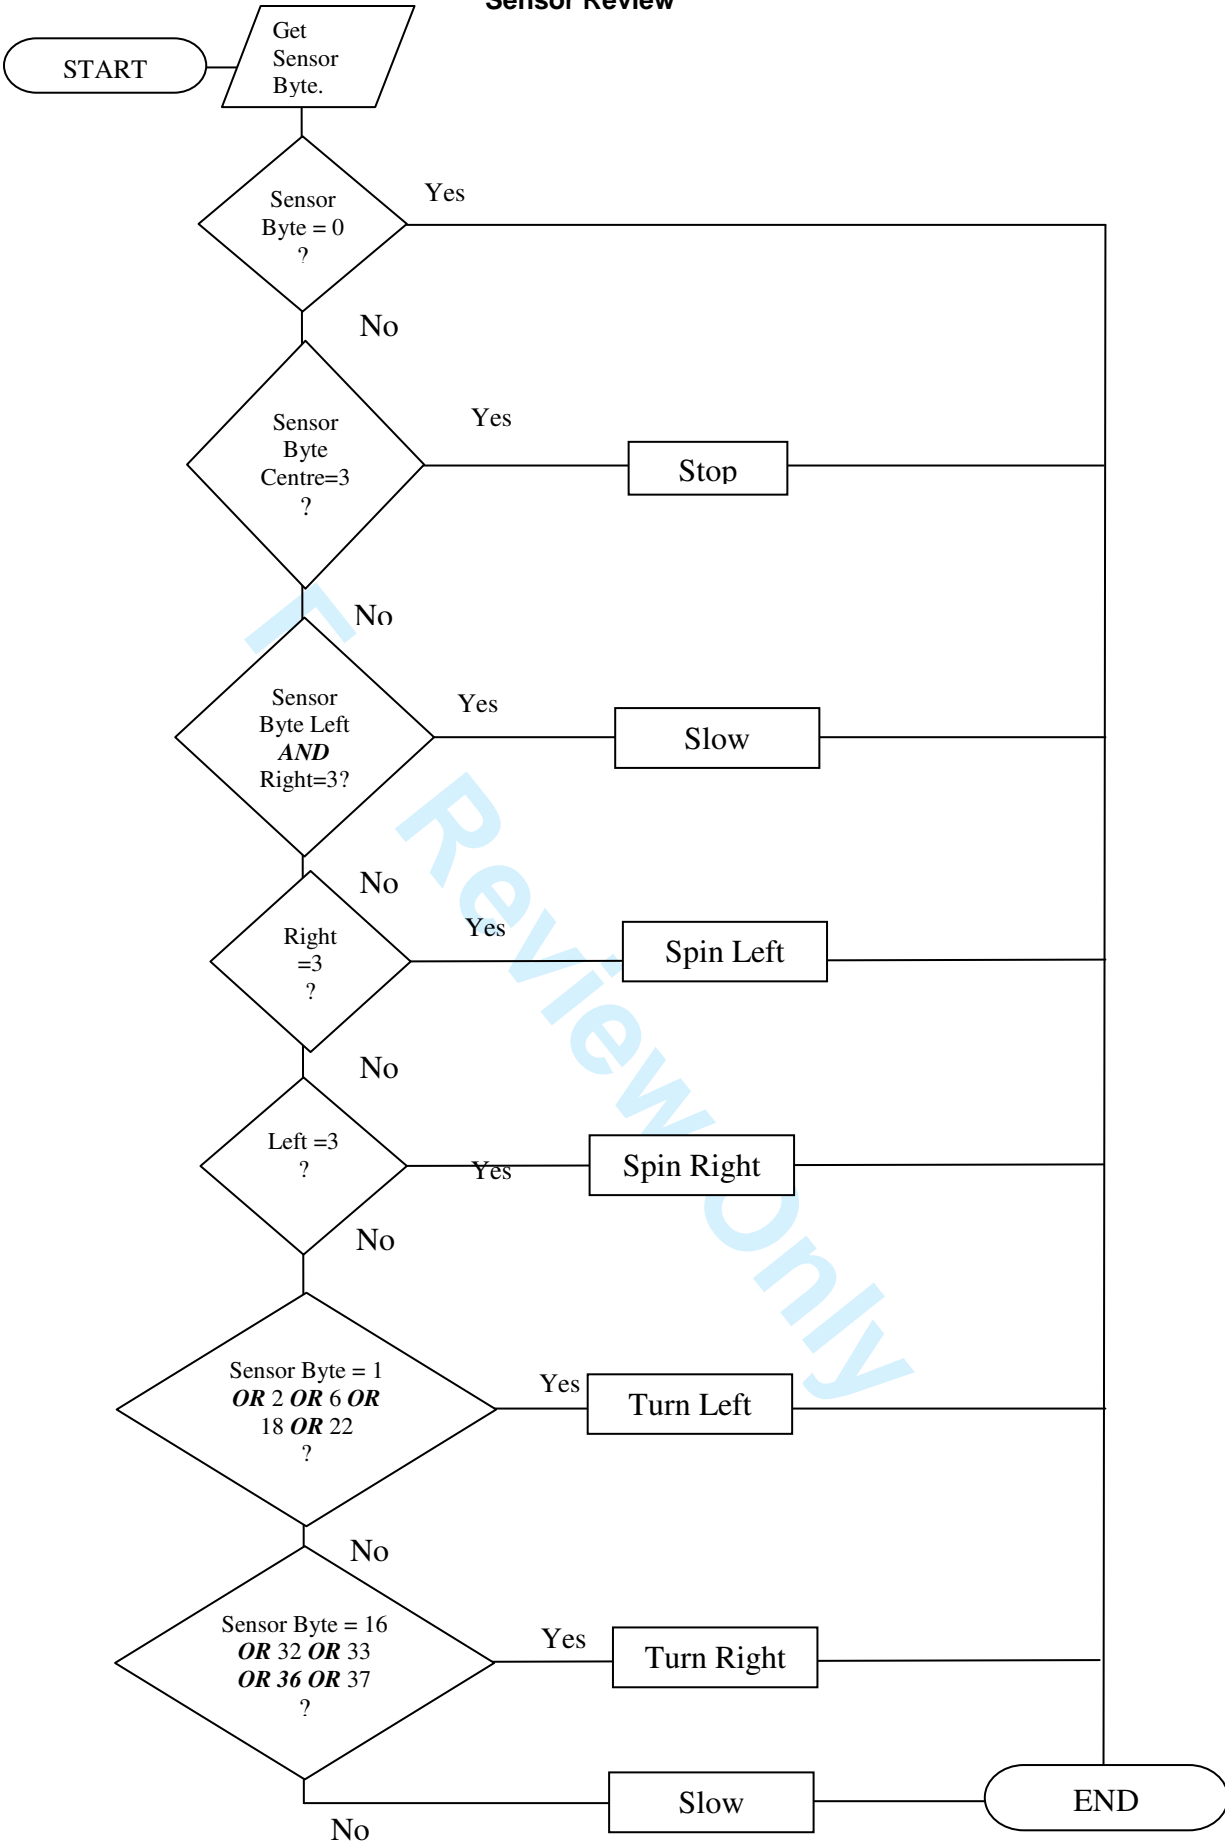 Sensor Review
START
Get
Sensor
Byte.
Sensor
Byte = 0
?
Yes
No
Sensor
Byte
Centre=3
?
Yes
Stop
No
Sensor
Byte Left
AND
Right=3?
Yes
Slow
No
Right
=3
?
Yes
Spin Left
No
Left =3
?
Yes
Spin Right
No
Sensor Byte = 1
OR 2 OR 6 OR
18 OR 22
?
Yes
Turn Left
No
Sensor Byte = 16
OR 32 OR 33
OR 36 OR 37
?
Yes
Turn Right
No
Slow
END
Review Only